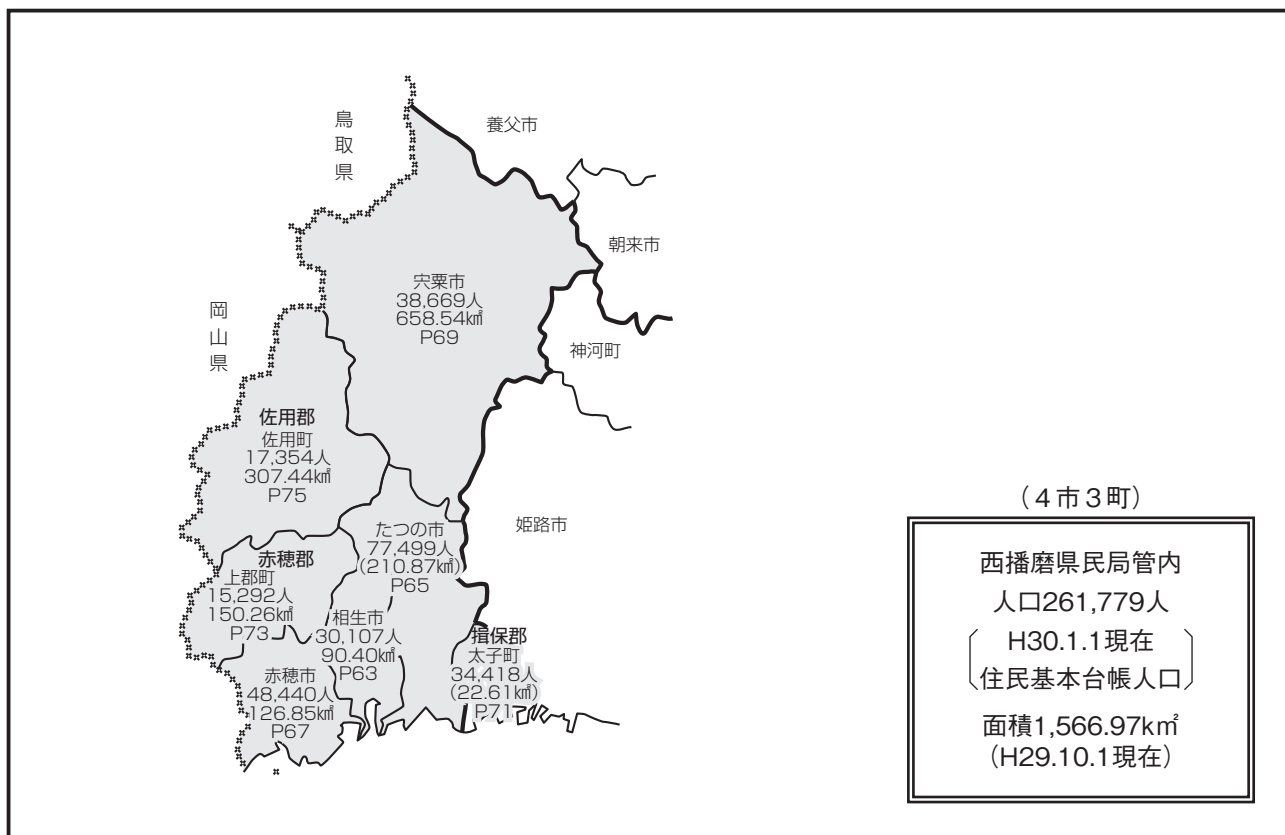 鳥取県
養父市
朝来市
宍粟市
38,669人
658.54㎢
P69
岡山県
神河町
佐用郡
佐用町
17,354人
307.44㎢
P75
たつの市
77,499人
(210.87㎢)
P65
姫路市
赤穂郡
上郡町
15,292人
150.26㎢
P73
相生市
30,107人
90.40㎢
P63
揖保郡
太子町
34,418人
(22.61㎢)
P71
赤穂市
48,440人
126.85㎢
P67
（4市3町）
西播磨県民局管内
人口261,779人
H30.1.1現在
住民基本台帳人口
面積1,566.97k㎡
（H29.10.1現在）